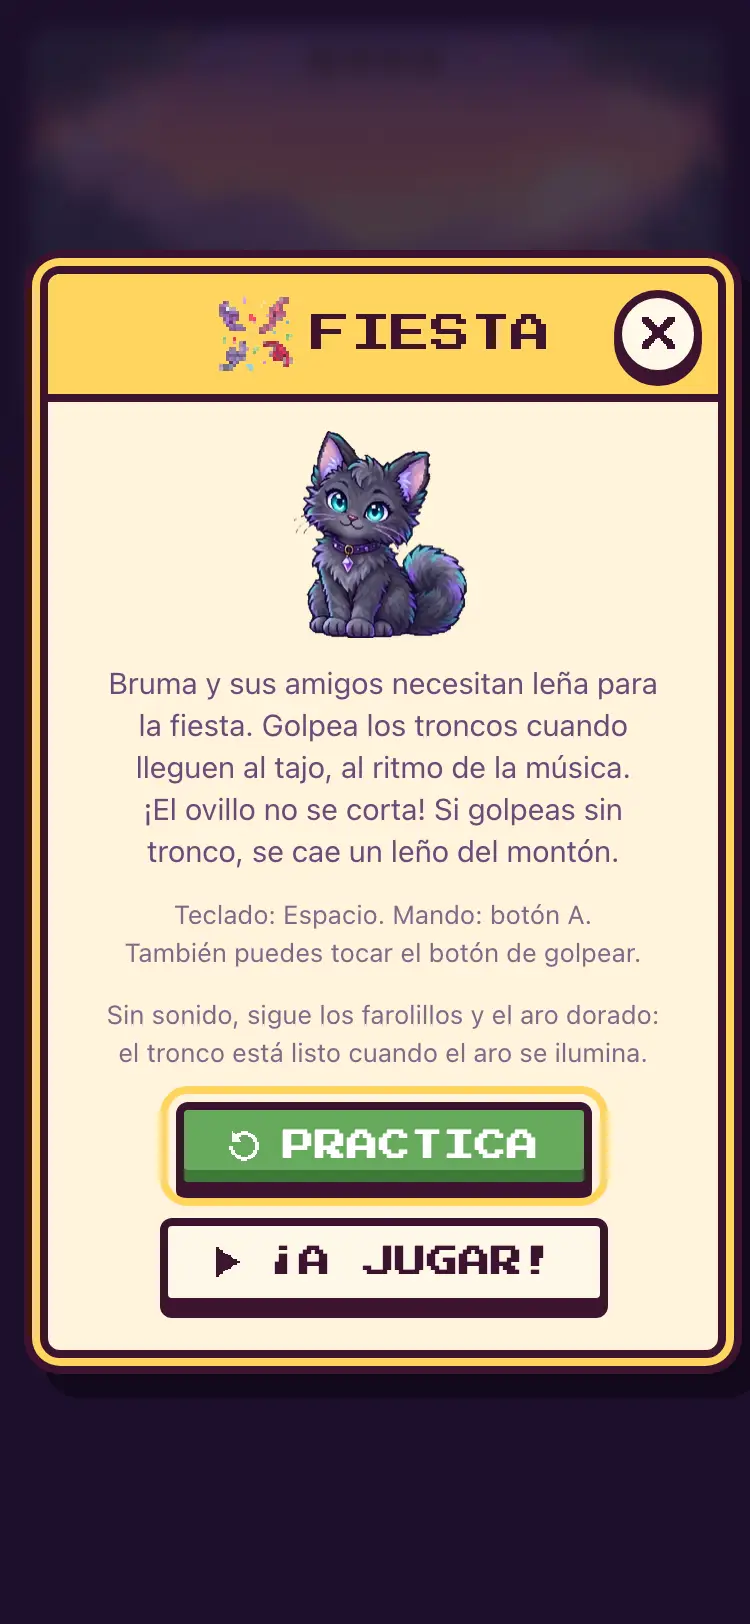 FIESTA
Bruma y sus amigos necesitan leña para
la fiesta. Golpea los troncos cuando
lleguen al tajo, al ritmo de la música.
¡El ovillo no se corta! Si golpeas sin
tronco, se cae un leño del montón.
Teclado: Espacio. Mando: botón A.
También puedes tocar el botón de golpear.
Sin sonido, sigue los farolillos y el aro dorado:
el tronco está listo cuando el aro se ilumina.
PRACTICA
¡A JUGAR!